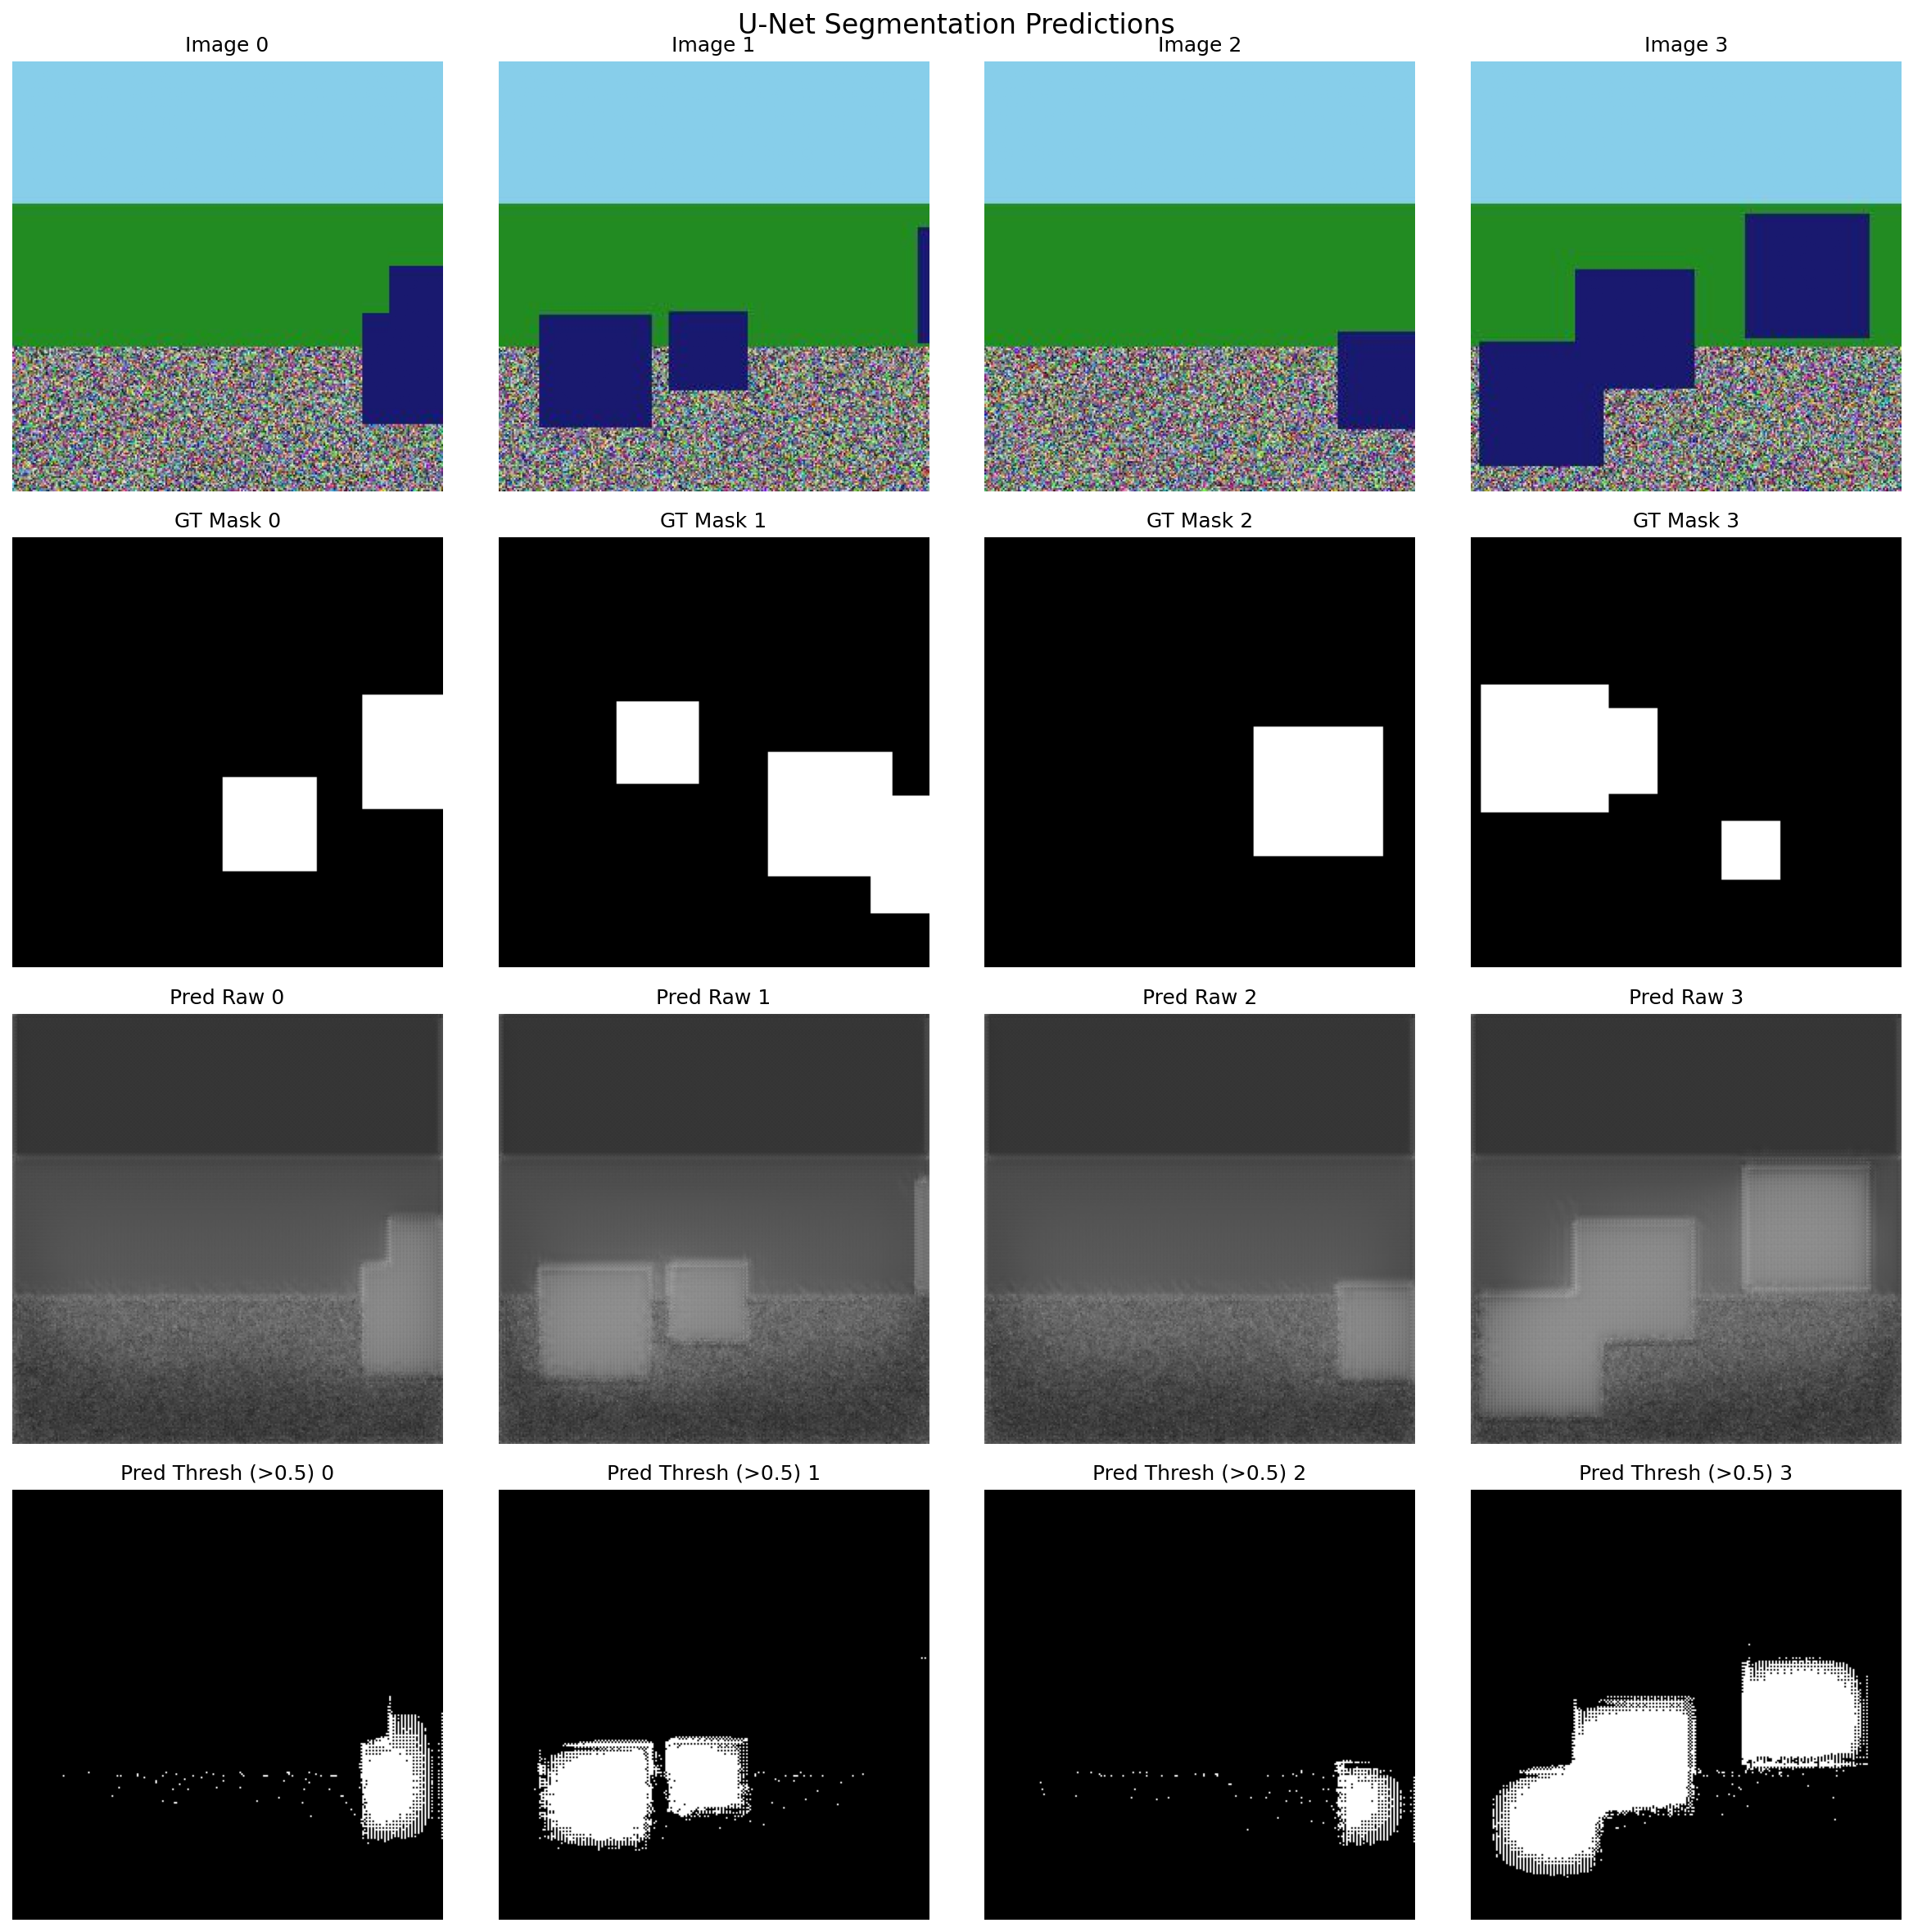 U-Net Segmentation Predictions
Image 0
Image 1
Image 2
Image 3
GT Mask 0
GT Mask 1
GT Mask 2
GT Mask 3
Pred Raw 0
Pred Raw 1
Pred Raw 2
Pred Raw 3
Pred Thresh (>0.5) 0
Pred Thresh (>0.5) 1
Pred Thresh (>0.5) 2
Pred Thresh (>0.5) 3